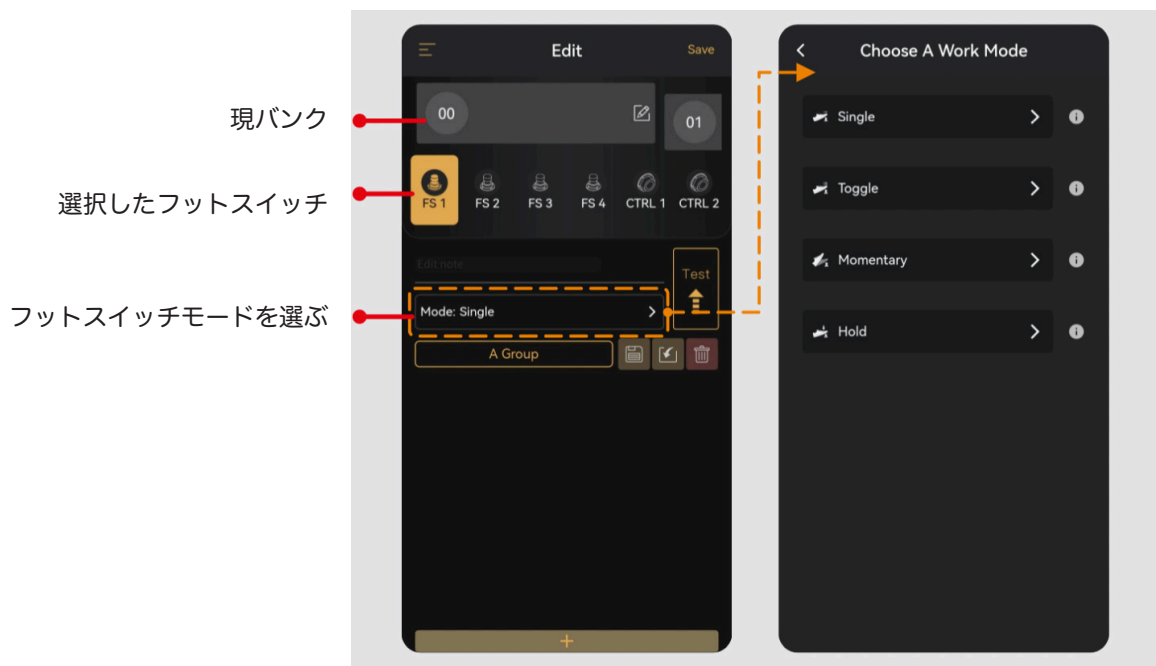 Edit
Save
現バンク
00
01
選択したフットスイッチ
FS 1
FS 2
FS 3
FS 4
CTRL 1
CTRL 2
Edit note
Test
フットスイッチモードを選ぶ
Mode: Single
A Group
+
Choose A Work Mode
Single
Toggle
Momentary
Hold